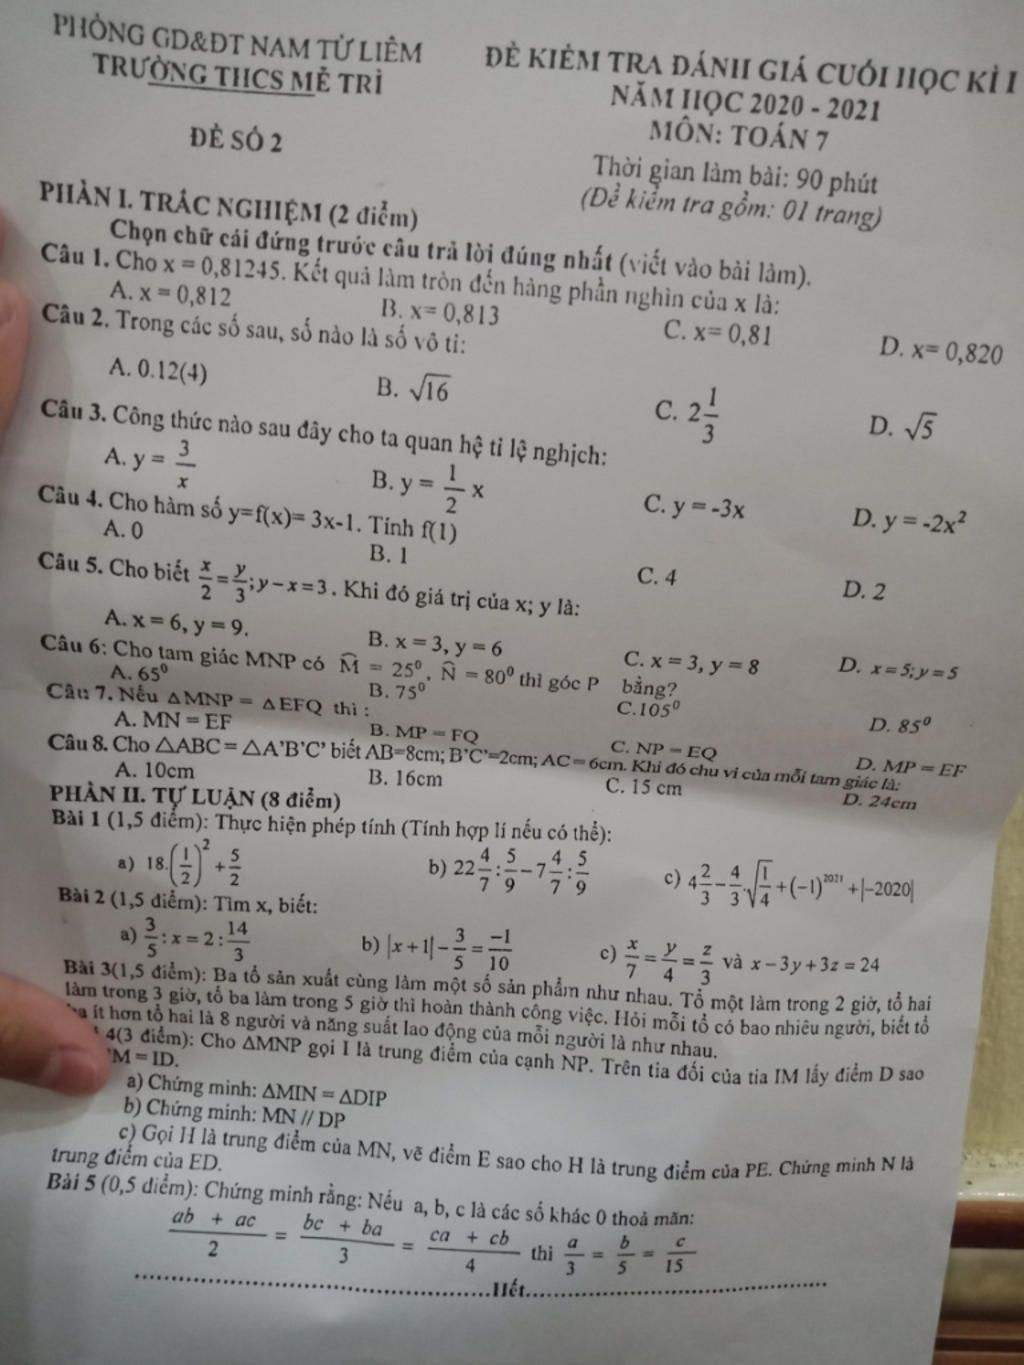 PHÒNG GD&ĐT NAM TỪ LIÊM
TRƯỜNG THCS MỄ TRÌ
ĐỀ SỐ 2
ĐỀ KIỂM TRA ĐÁNH GIÁ CUỐI HỌC KÌ I
NĂM HỌC 2020 - 2021
MÔN: TOÁN 7
Thời gian làm bài: 90 phút
(Đề kiểm tra gồm: 01 trang)
PHẦN I. TRẮC NGHIỆM (2 điểm)
Chọn chữ cái đứng trước câu trả lời đúng nhất (viết vào bài làm).
Câu 1. Cho x = 0,81245. Kết quả làm tròn đến hàng phần nghìn của x là:
A. x = 0,812 B. x= 0,813 C. x= 0,81 D. x= 0,820
Câu 2. Trong các số sau, số nào là số vô tỉ:
A. 0.12(4) B. √16 C. 2 1/3 D. √5
Câu 3. Công thức nào sau đây cho ta quan hệ tỉ lệ nghịch:
A. y = 3/x B. y = 1/2 x C. y = -3x D. y = -2x²
Câu 4. Cho hàm số y=f(x)= 3x-1. Tính f(1)
A. 0 B. 1 C. 4 D. 2
Câu 5. Cho biết x/2 = y/3; y − x = 3. Khi đó giá trị của x; y là:
A. x = 6, y = 9. B. x = 3, y = 6 C. x = 3, y = 8 D. x = 5; y = 5
Câu 6: Cho tam giác MNP có M̂ = 25⁰, N̂ = 80⁰ thì góc P bằng?
A. 65⁰ B. 75⁰ C.105⁰ D. 85⁰
Câu 7. Nếu △MNP = △EFQ thì :
A. MN = EF B. MP = FQ C. NP = EQ D. MP = EF
Câu 8. Cho △ABC = △A'B'C' biết AB=8cm; B'C'=2cm; AC = 6cm. Khi đó chu vi của mỗi tam giác là:
A. 10cm B. 16cm C. 15 cm D. 24cm
PHẦN II. TỰ LUẬN (8 điểm)
Bài 1 (1,5 điểm): Thực hiện phép tính (Tính hợp lí nếu có thể):
a) 18.(1/2)² + 5/2 b) 22 4/7 : 5/9 − 7 4/7 : 5/9 c) 4 2/3 − 4/3.√(1/4) + (−1)²⁰²¹ + |−2020|
Bài 2 (1,5 điểm): Tìm x, biết:
a) 3/5 : x = 2 : 14/3 b) |x + 1| − 3/5 = −1/10 c) x/7 = y/4 = z/3 và x − 3y + 3z = 24
Bài 3(1,5 điểm): Ba tổ sản xuất cùng làm một số sản phẩm như nhau. Tổ một làm trong 2 giờ, tổ hai
làm trong 3 giờ, tổ ba làm trong 5 giờ thì hoàn thành công việc. Hỏi mỗi tổ có bao nhiêu người, biết tổ
ba ít hơn tổ hai là 8 người và năng suất lao động của mỗi người là như nhau.
4(3 điểm): Cho ΔMNP gọi I là trung điểm của cạnh NP. Trên tia đối của tia IM lấy điểm D sao
M = ID.
a) Chứng minh: ΔMIN = ΔDIP
b) Chứng minh: MN // DP
c) Gọi H là trung điểm của MN, vẽ điểm E sao cho H là trung điểm của PE. Chứng minh N là
trung điểm của ED.
Bài 5 (0,5 điểm): Chứng minh rằng: Nếu a, b, c là các số khác 0 thoả mãn:
(ab + ac)/2 = (bc + ba)/3 = (ca + cb)/4 thì a/3 = b/5 = c/15
..........Hết..........